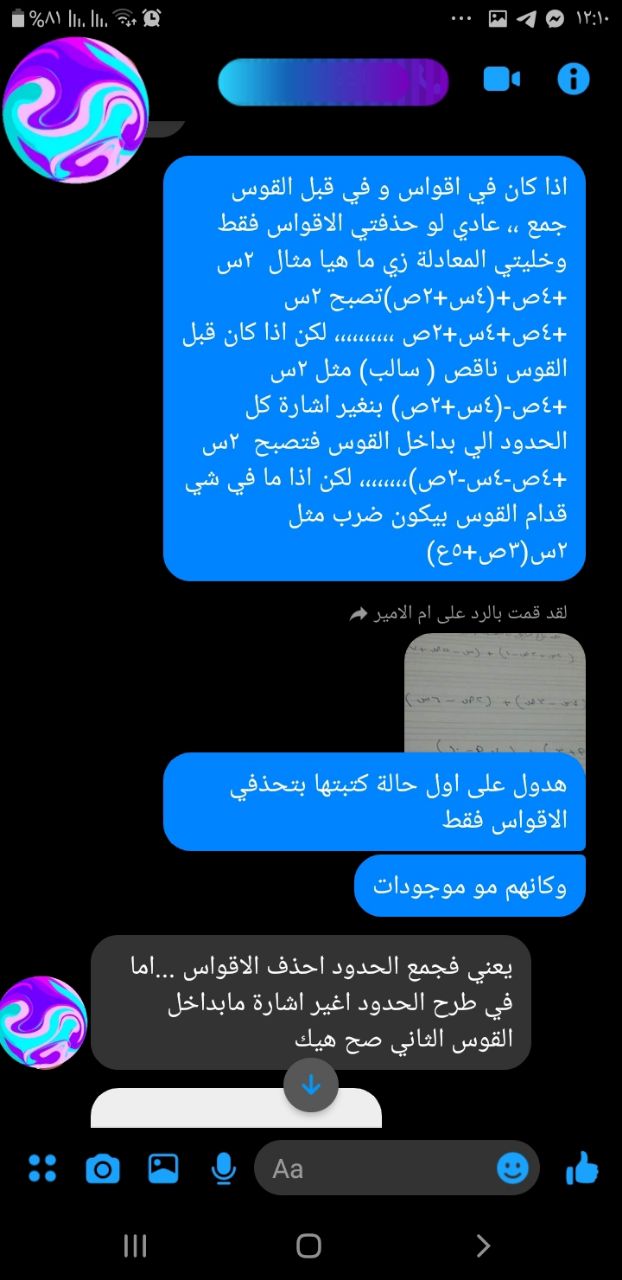 %٨١ ١٢:١٠
اذا كان في اقواس و في قبل القوس
جمع ،، عادي لو حذفتي الاقواس فقط
وخليتي المعادلة زي ما هيا مثال ٢س
+٤ص+(٤س+٢ص)تصبح ٢س
+٤ص+٤س+٢ص ،،،،،،،،،، لكن اذا كان قبل
القوس ناقص ( سالب) مثل ٢س
+٤ص-(٤س+٢ص) بنغير اشارة كل
الحدود الي بداخل القوس فتصبح ٢س
+٤ص-٤س-٢ص)،،،،،،،، لكن اذا ما في شي
قدام القوس بيكون ضرب مثل
٢س(٣ص+٥ع)
لقد قمت بالرد على ام الامير
هدول على اول حالة كتبتها بتحذفي
الاقواس فقط
وكانهم مو موجودات
يعني فجمع الحدود احذف الاقواس ...اما
في طرح الحدود اغير اشارة مابداخل
القوس الثاني صح هيك
Aa